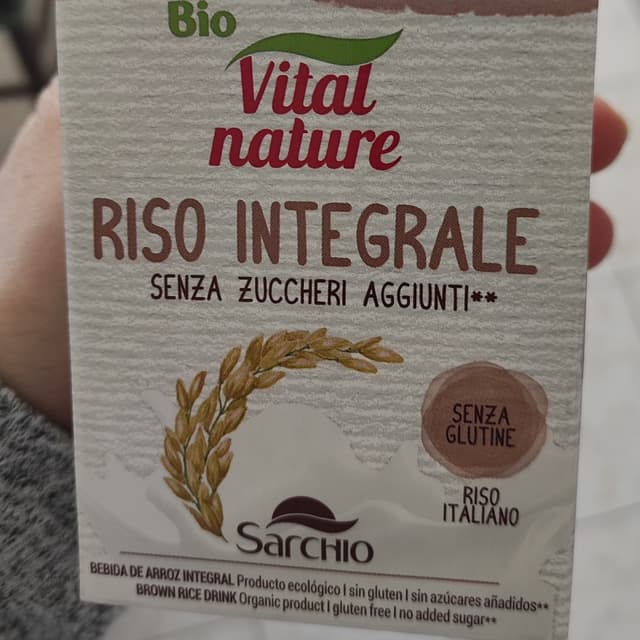 Bio
Vital
nature
RISO INTEGRALE
SENZA ZUCCHERI AGGIUNTI**
SENZA
GLUTINE
RISO
ITALIANO
Sarchio
BEBIDA DE ARROZ INTEGRAL Producto ecológico | sin gluten | sin azúcares añadidos**
BROWN RICE DRINK Organic product | gluten free | no added sugar**